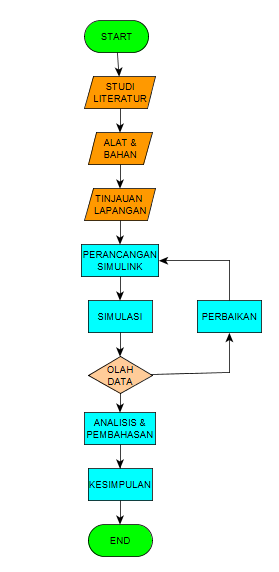 START
STUDI
LITERATUR
ALAT &
BAHAN
TINJAUAN
LAPANGAN
PERANCANGAN
SIMULINK
SIMULASI
PERBAIKAN
OLAH
DATA
ANALISIS &
PEMBAHASAN
KESIMPULAN
END